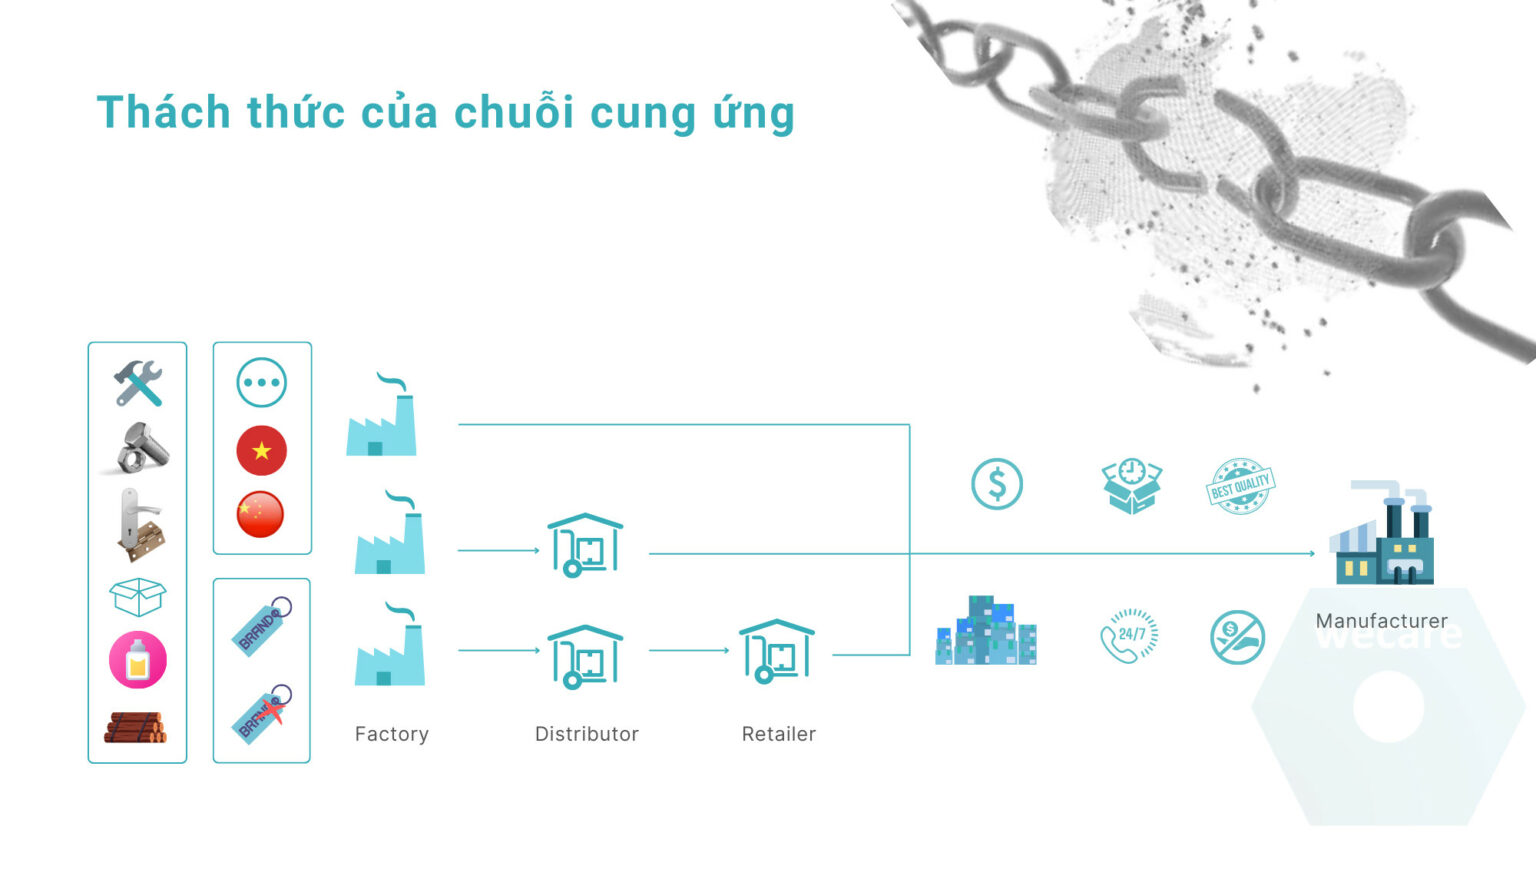 Thách thức của chuỗi cung ứng
BRAND
BRAND
BEST QUALITY
24/7
Manufacturer
wecare
Factory
Distributor
Retailer